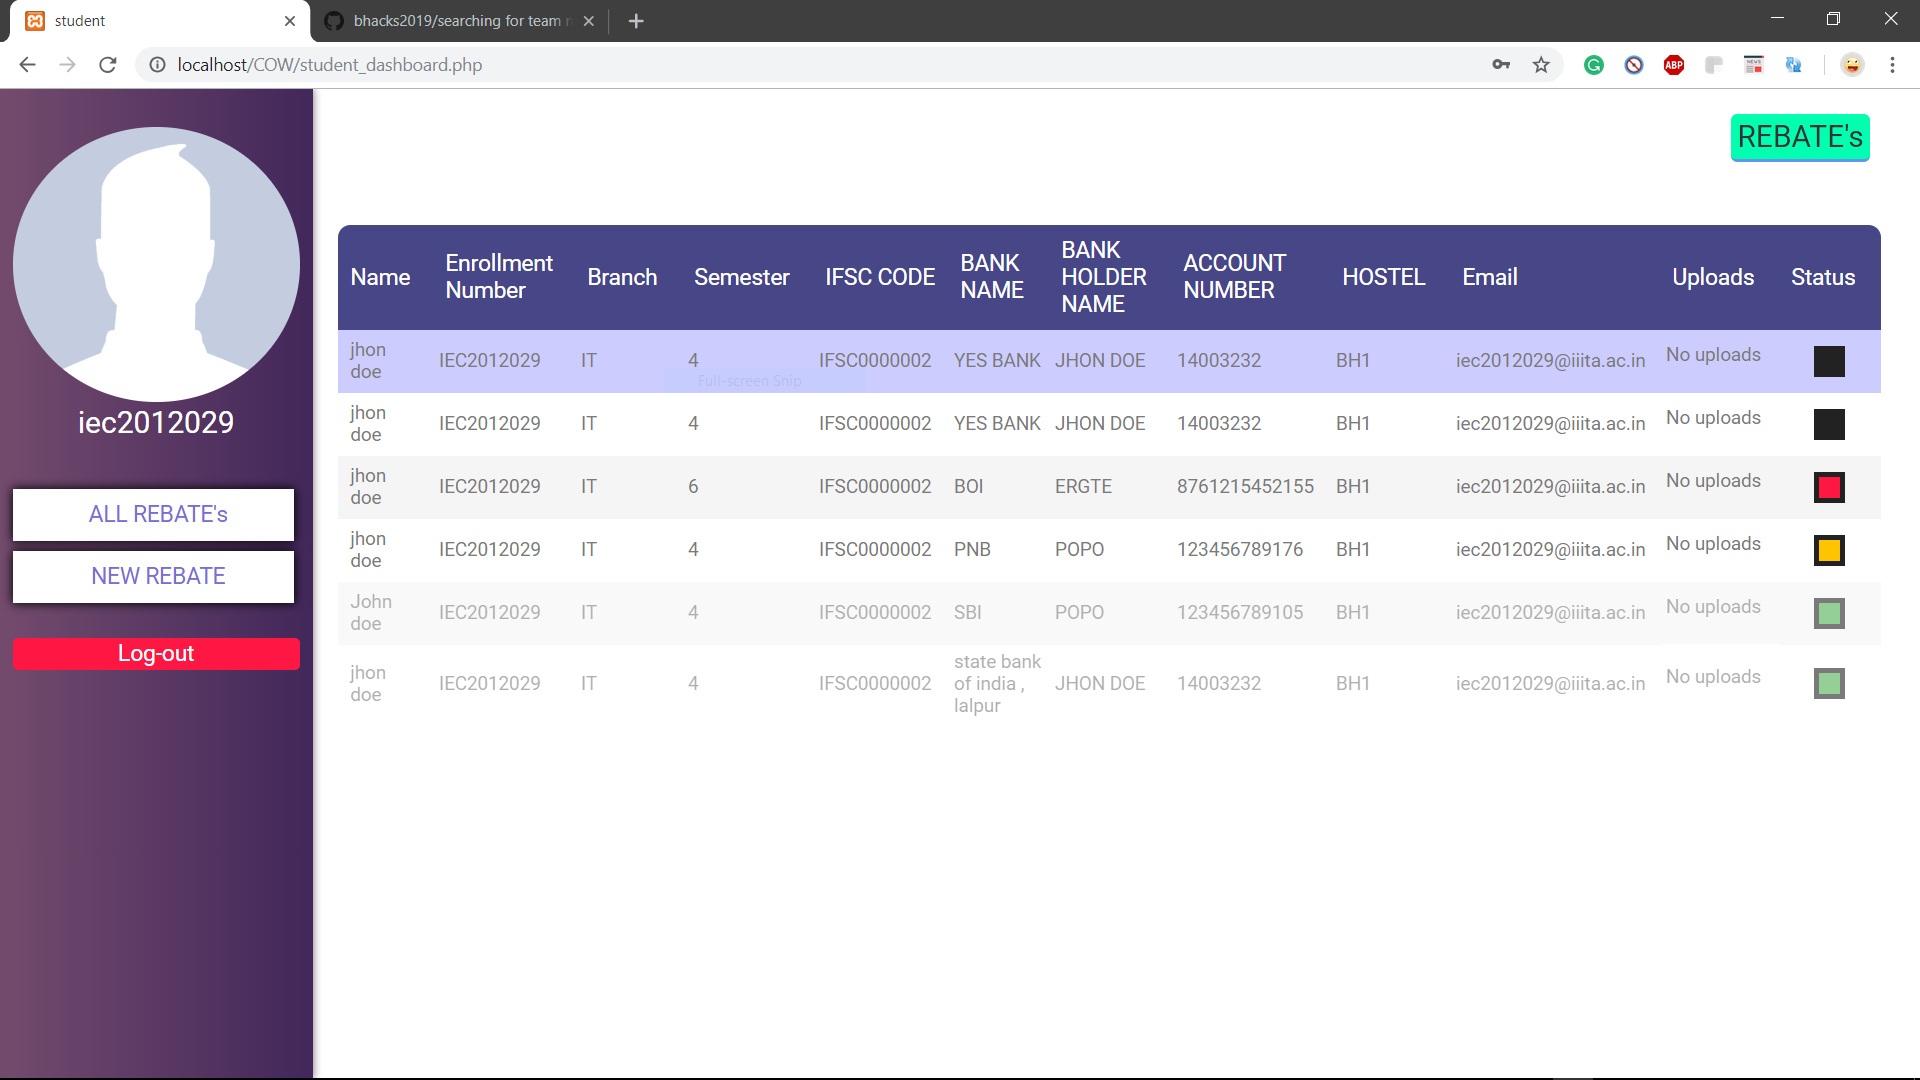 student
bhacks2019/searching for team
localhost/COW/student_dashboard.php
ABP
NEWS
REBATE's
iec2012029
ALL REBATE's
NEW REBATE
Log-out
Name Enrollment Number Branch Semester IFSC CODE BANK NAME BANK HOLDER NAME ACCOUNT NUMBER HOSTEL Email Uploads Status
jhon doe IEC2012029 IT 4 IFSC0000002 YES BANK JHON DOE 14003232 BH1 iec2012029@iiita.ac.in No uploads
Full-screen Snip
jhon doe IEC2012029 IT 4 IFSC0000002 YES BANK JHON DOE 14003232 BH1 iec2012029@iiita.ac.in No uploads
jhon doe IEC2012029 IT 6 IFSC0000002 BOI ERGTE 8761215452155 BH1 iec2012029@iiita.ac.in No uploads
jhon doe IEC2012029 IT 4 IFSC0000002 PNB POPO 123456789176 BH1 iec2012029@iiita.ac.in No uploads
John doe IEC2012029 IT 4 IFSC0000002 SBI POPO 123456789105 BH1 iec2012029@iiita.ac.in No uploads
jhon doe IEC2012029 IT 4 IFSC0000002 state bank of india , lalpur JHON DOE 14003232 BH1 iec2012029@iiita.ac.in No uploads